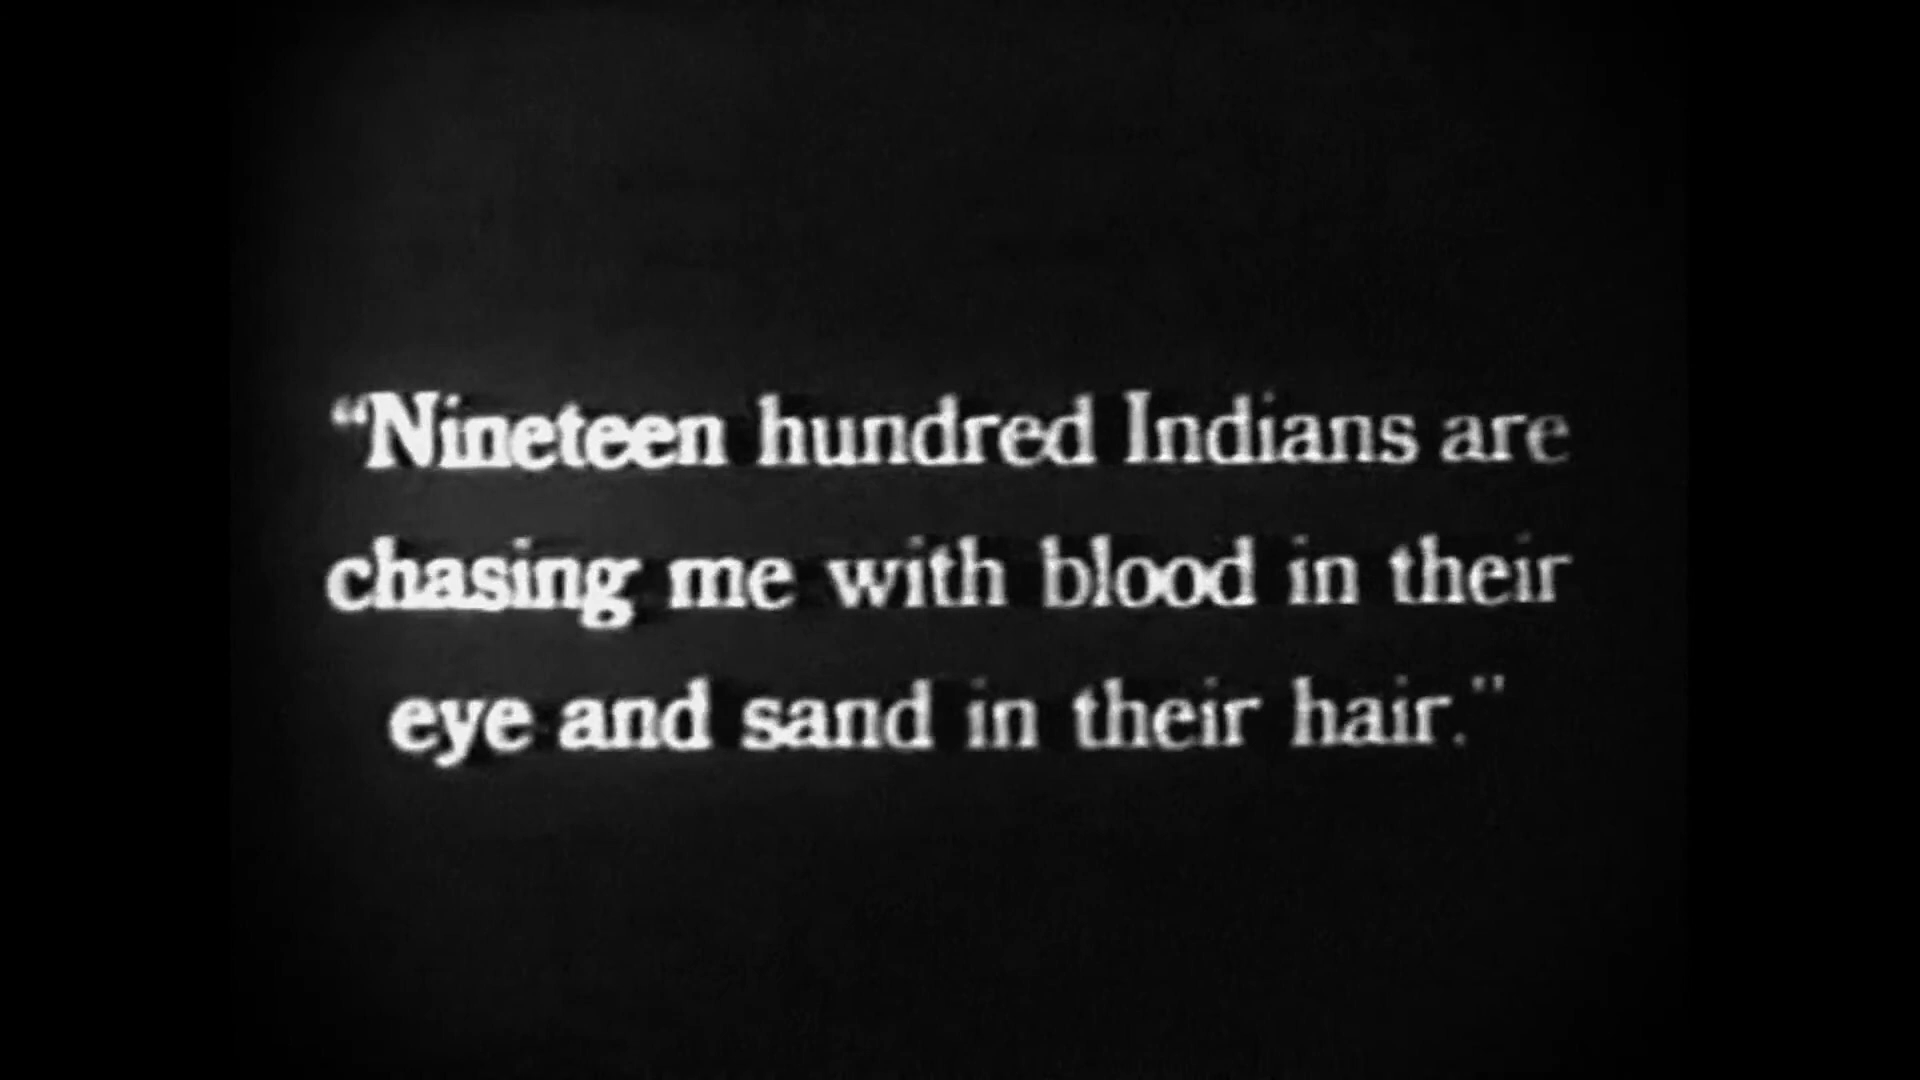 “Nineteen hundred Indians are
chasing me with blood in their
eye and sand in their hair."